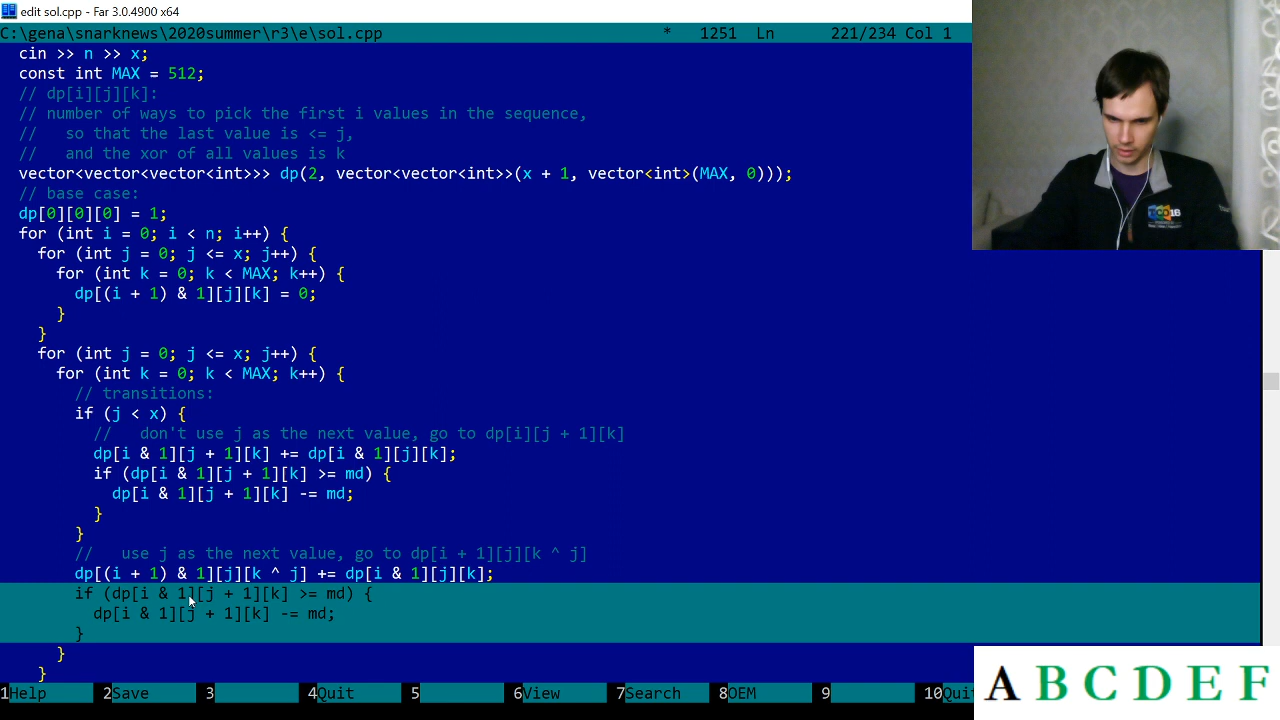 edit sol.cpp - Far 3.0.4900 x64
C:\gena\snarknews\2020summer\r3\e\sol.cpp * 1251 Ln 221/234 Col 1
cin >> n >> x;
const int MAX = 512;
// dp[i][j][k]:
// number of ways to pick the first i values in the sequence,
//   so that the last value is <= j,
//   and the xor of all values is k
vector<vector<vector<int>>> dp(2, vector<vector<int>>(x + 1, vector<int>(MAX, 0)));
// base case:
dp[0][0][0] = 1;
for (int i = 0; i < n; i++) {
  for (int j = 0; j <= x; j++) {
    for (int k = 0; k < MAX; k++) {
      dp[(i + 1) & 1][j][k] = 0;
    }
  }
  for (int j = 0; j <= x; j++) {
    for (int k = 0; k < MAX; k++) {
      // transitions:
      if (j < x) {
        //   don't use j as the next value, go to dp[i][j + 1][k]
        dp[i & 1][j + 1][k] += dp[i & 1][j][k];
        if (dp[i & 1][j + 1][k] >= md) {
          dp[i & 1][j + 1][k] -= md;
        }
      }
      //   use j as the next value, go to dp[i + 1][j][k ^ j]
      dp[(i + 1) & 1][j][k ^ j] += dp[i & 1][j][k];
      if (dp[i & 1][j + 1][k] >= md) {
        dp[i & 1][j + 1][k] -= md;
      }
    }
  }
1Help 2Save 3 4Quit 5 6View 7Search 8OEM 9 10Quit
A B C D E F